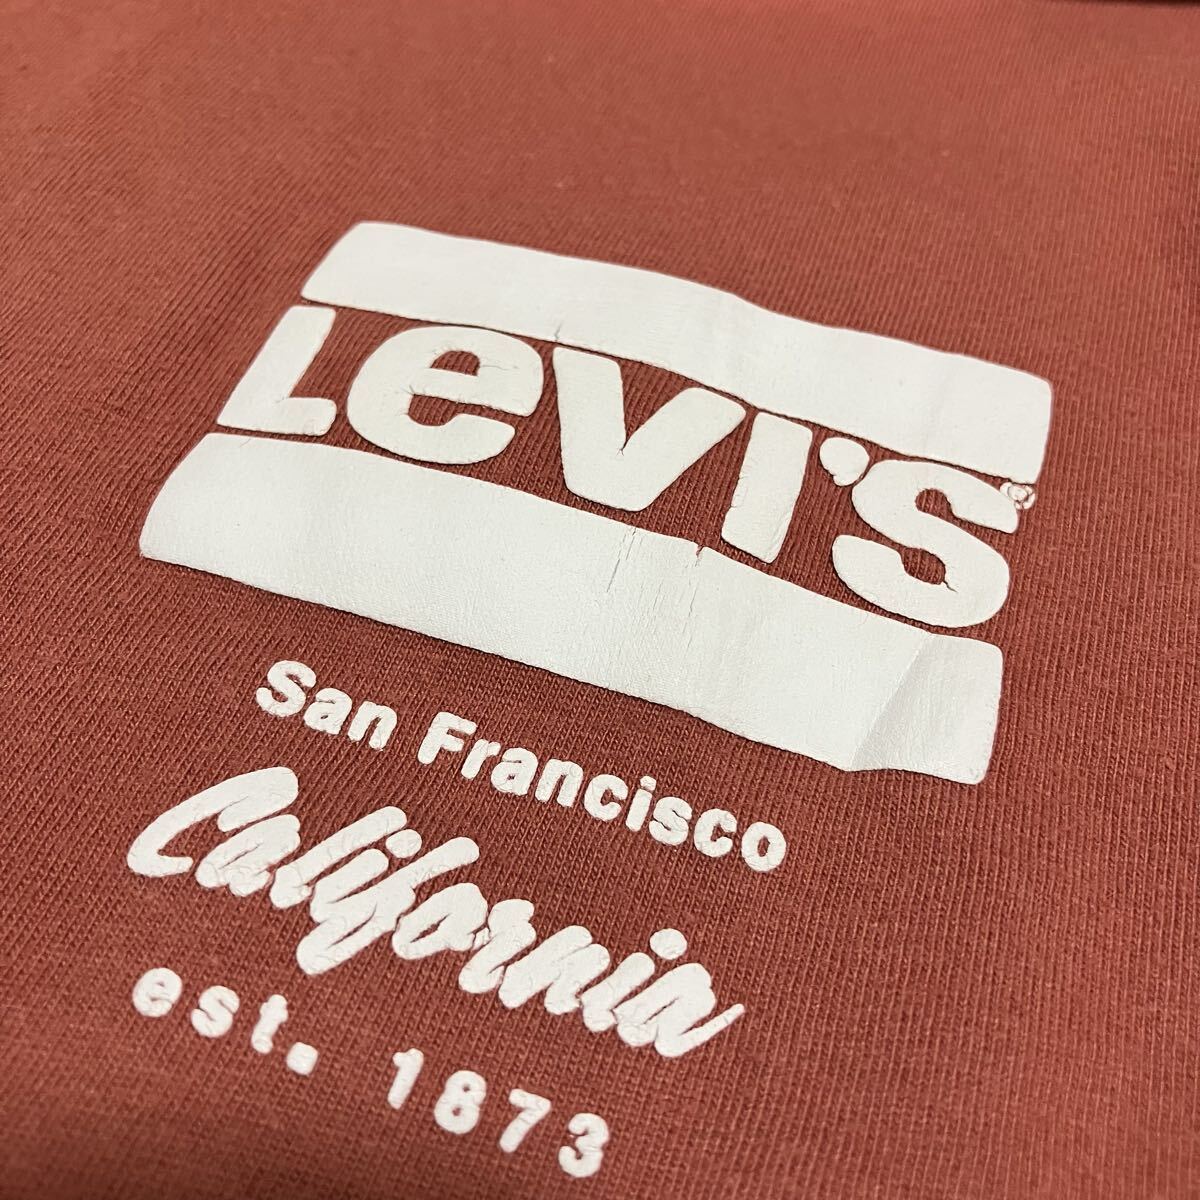 Levi's®
San Francisco
California
est. 1873